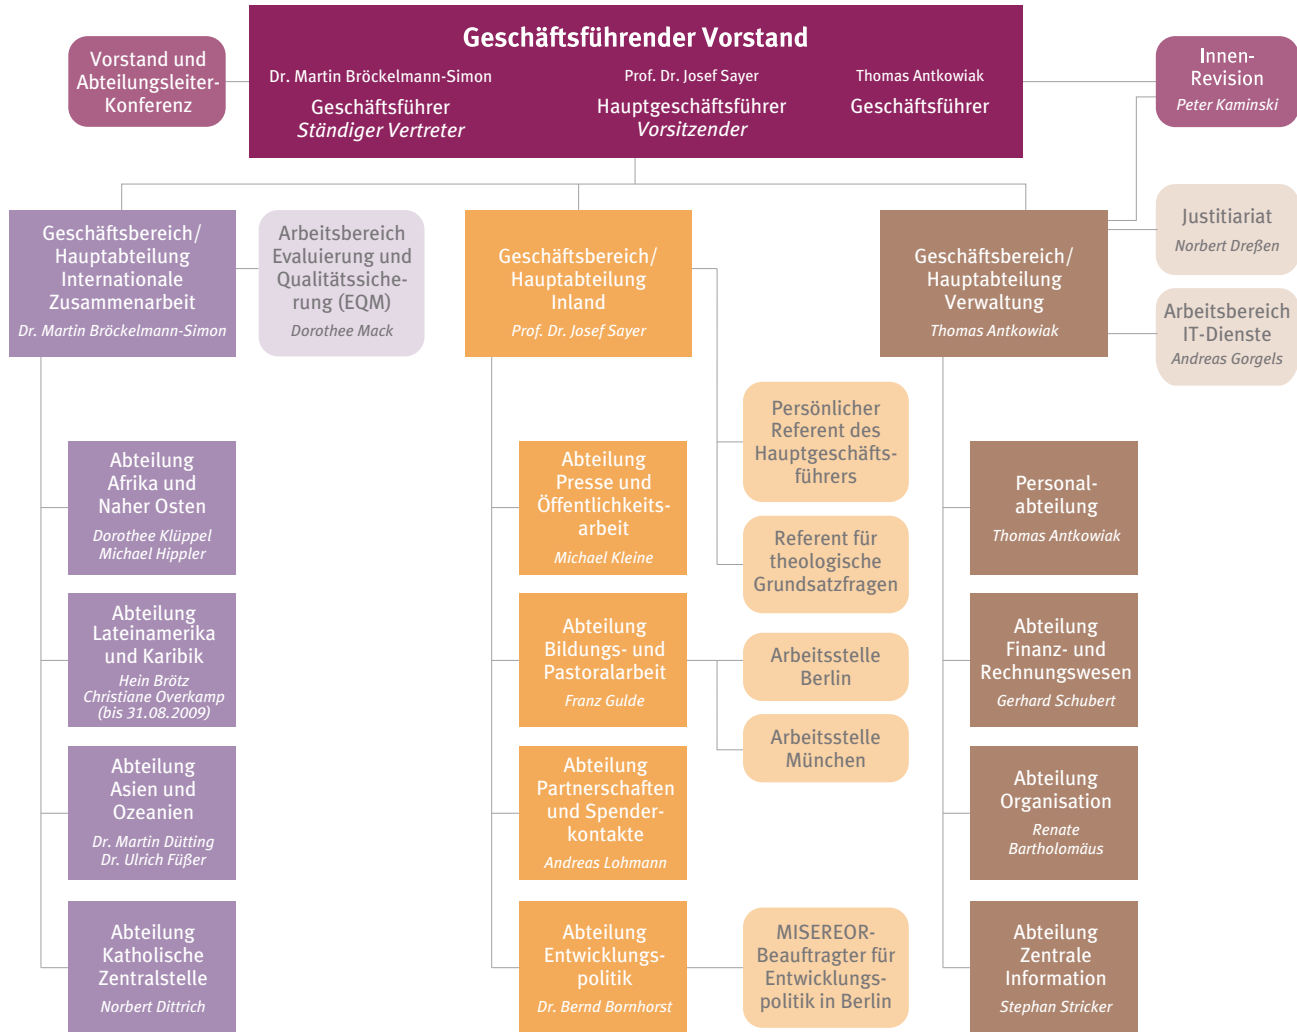 Geschäftsführender Vorstand
Dr. Martin Bröckelmann-Simon
Geschäftsführer
Ständiger Vertreter
Prof. Dr. Josef Sayer
Hauptgeschäftsführer
Vorsitzender
Thomas Antkowiak
Geschäftsführer
Vorstand und
Abteilungsleiter-
Konferenz
Innen-
Revision
Peter Kaminski
Geschäftsbereich/
Hauptabteilung
Internationale
Zusammenarbeit
Dr. Martin Bröckelmann-Simon
Arbeitsbereich
Evaluierung und
Qualitätssiche-
rung (EQM)
Dorothee Mack
Geschäftsbereich/
Hauptabteilung
Inland
Prof. Dr. Josef Sayer
Geschäftsbereich/
Hauptabteilung
Verwaltung
Thomas Antkowiak
Justitiariat
Norbert Dreßen
Arbeitsbereich
IT-Dienste
Andreas Gorgels
Abteilung
Afrika und
Naher Osten
Dorothee Klüppel
Michael Hippler
Abteilung
Lateinamerika
und Karibik
Hein Brötz
Christiane Overkamp
(bis 31.08.2009)
Abteilung
Asien und
Ozeanien
Dr. Martin Dütting
Dr. Ulrich Füßer
Abteilung
Katholische
Zentralstelle
Norbert Dittrich
Abteilung
Presse und
Öffentlichkeits-
arbeit
Michael Kleine
Abteilung
Bildungs- und
Pastoralarbeit
Franz Gulde
Abteilung
Partnerschaften
und Spender-
kontakte
Andreas Lohmann
Abteilung
Entwicklungs-
politik
Dr. Bernd Bornhorst
Persönlicher
Referent des
Hauptgeschäfts-
führers
Referent für
theologische
Grundsatzfragen
Arbeitsstelle
Berlin
Arbeitsstelle
München
MISEREOR-
Beauftragter für
Entwicklungs-
politik in Berlin
Personal-
abteilung
Thomas Antkowiak
Abteilung
Finanz- und
Rechnungswesen
Gerhard Schubert
Abteilung
Organisation
Renate
Bartholomäus
Abteilung
Zentrale
Information
Stephan Stricker